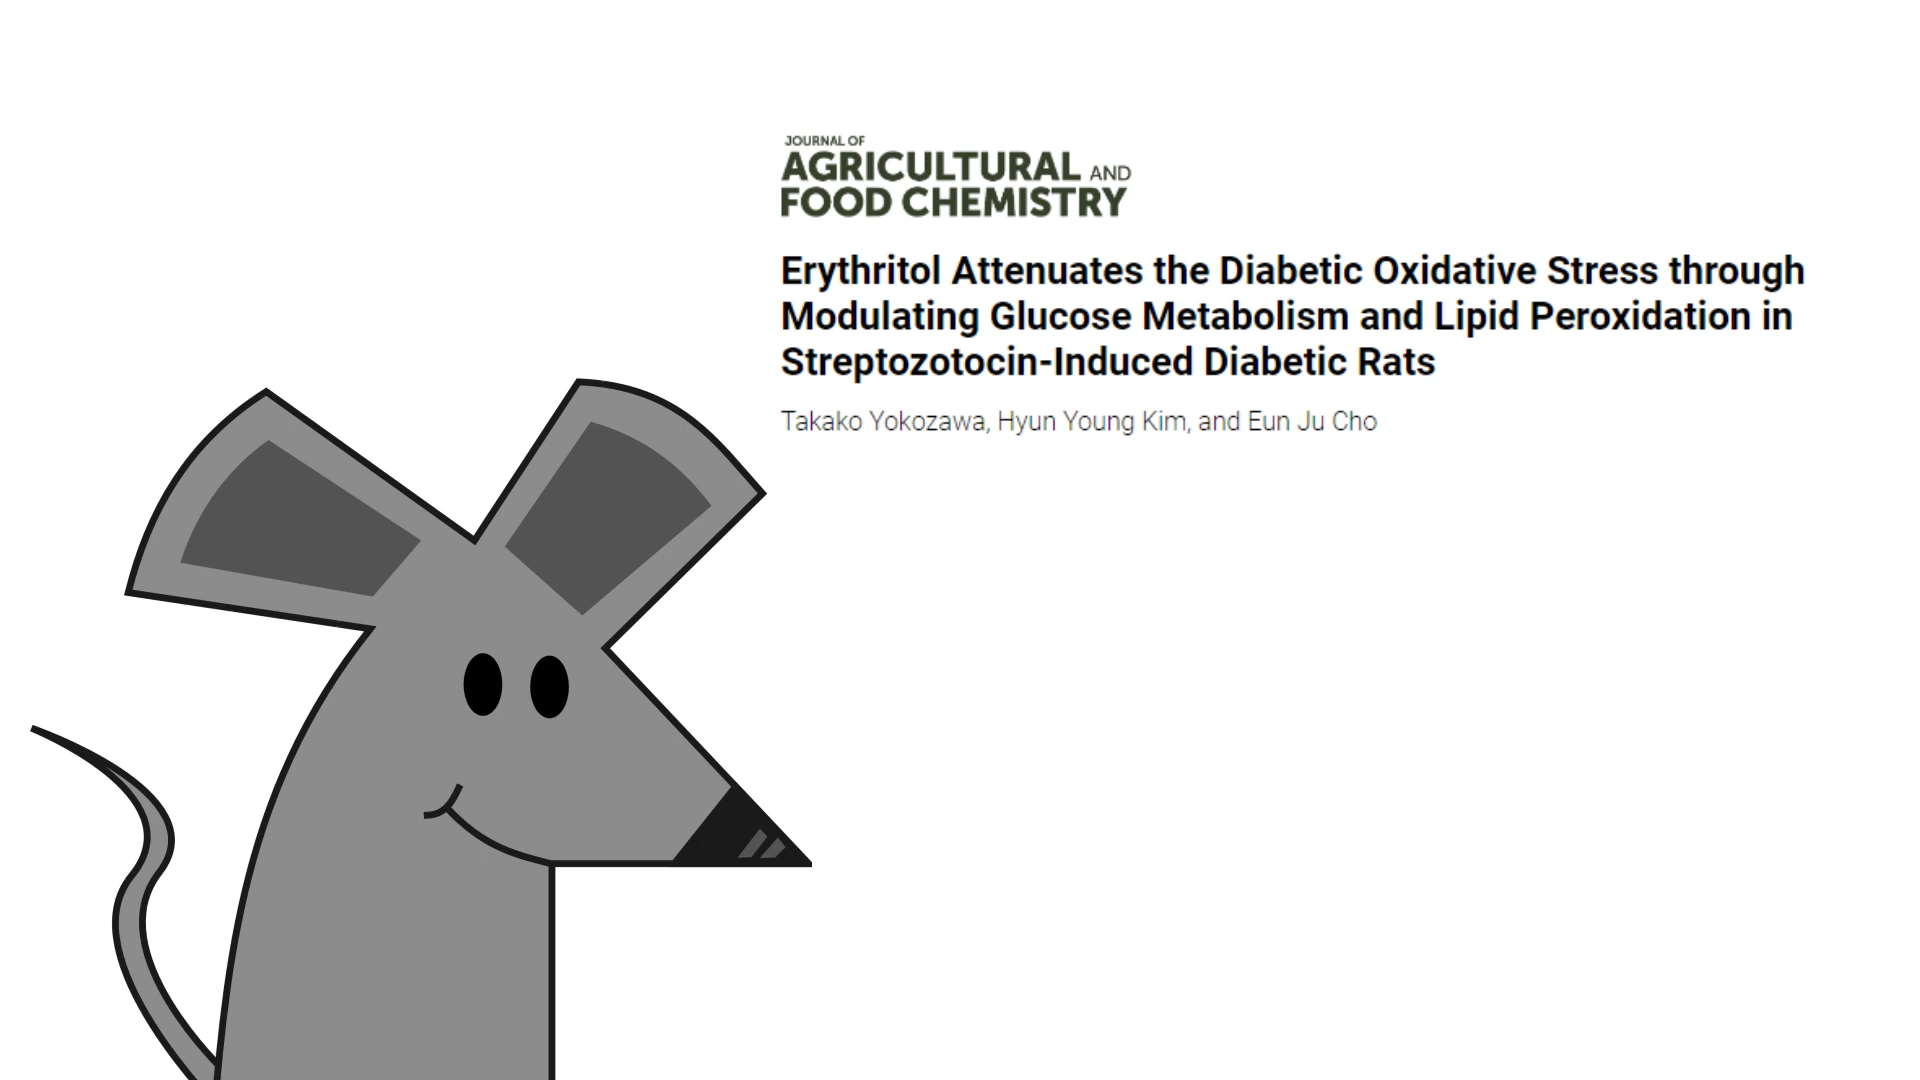 JOURNAL OF
AGRICULTURAL AND
FOOD CHEMISTRY
Erythritol Attenuates the Diabetic Oxidative Stress through
Modulating Glucose Metabolism and Lipid Peroxidation in
Streptozotocin-Induced Diabetic Rats
Takako Yokozawa, Hyun Young Kim, and Eun Ju Cho